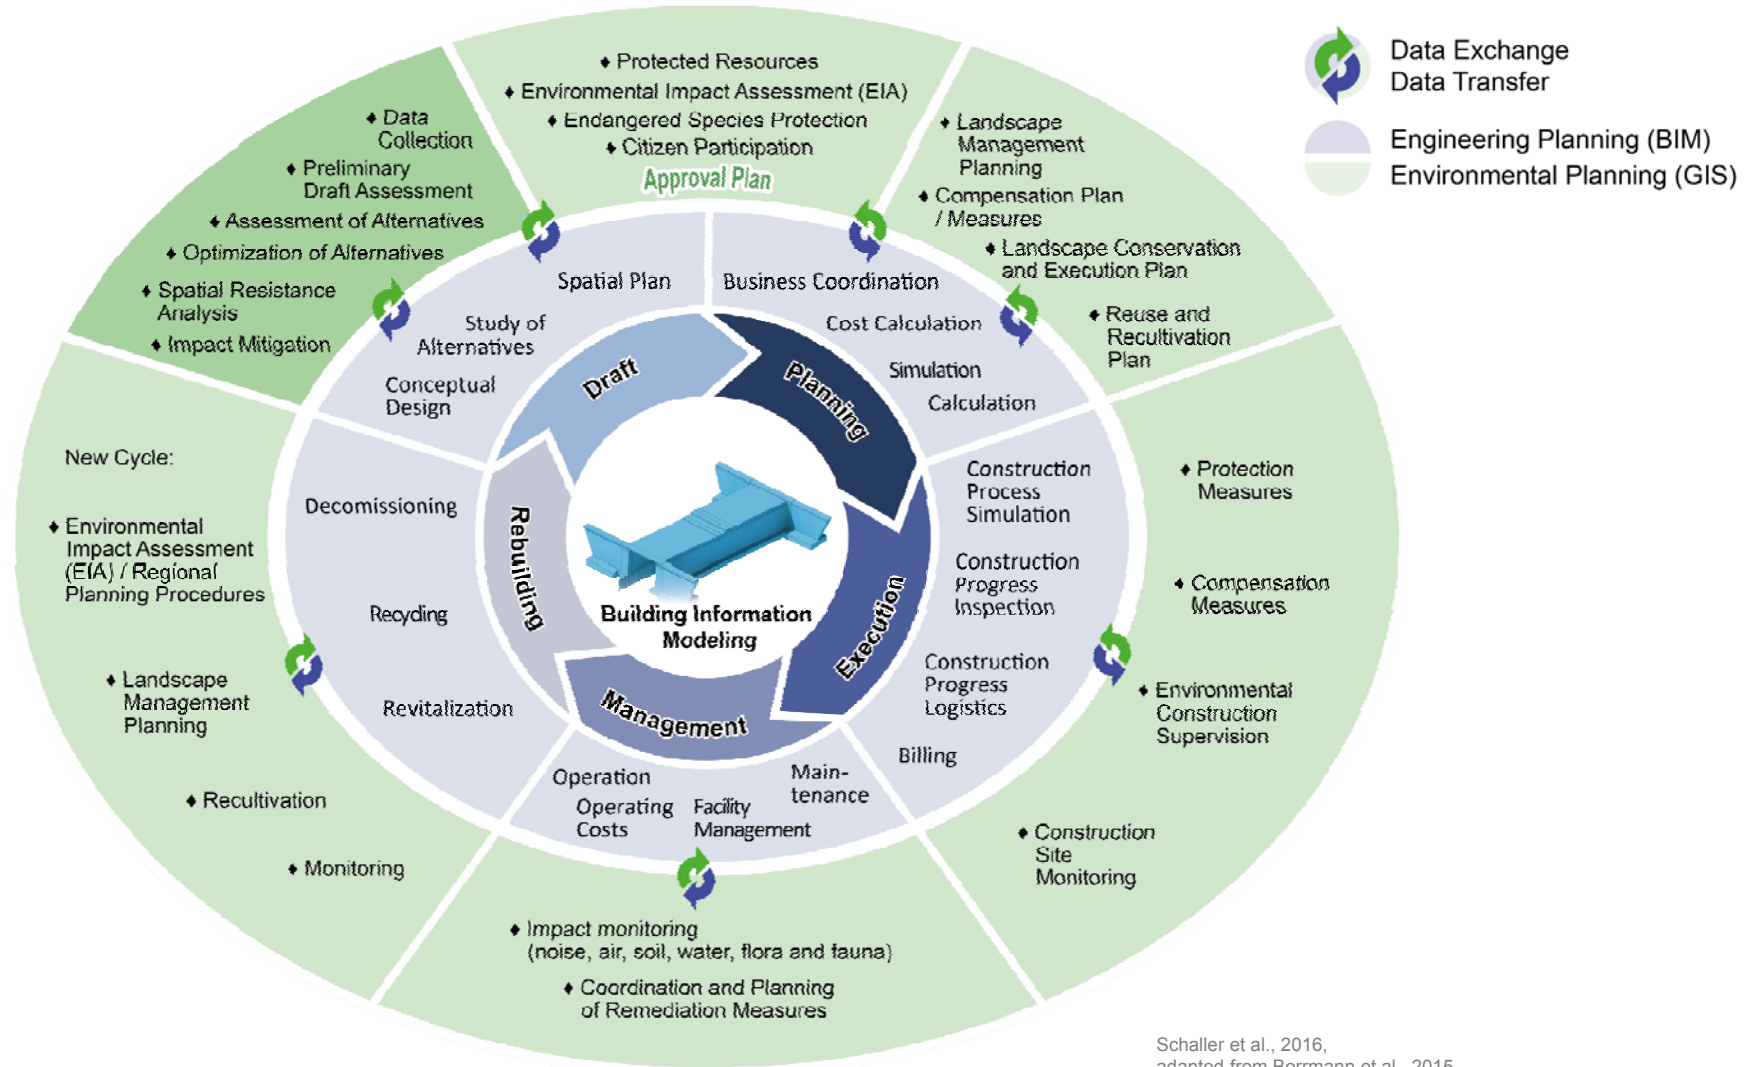 ♦ Protected Resources
♦ Environmental Impact Assessment (EIA)
♦ Endangered Species Protection
♦ Citizen Participation
Approval Plan
Data Exchange
Data Transfer
Engineering Planning (BIM)
Environmental Planning (GIS)
♦ Data
Collection
♦ Preliminary
Draft Assessment
♦ Assessment of Alternatives
♦ Optimization of Alternatives
♦ Spatial Resistance
Analysis
♦ Impact Mitigation
♦ Landscape
Management
Planning
♦ Compensation Plan
/ Measures
♦ Landscape Conservation
and Execution Plan
♦ Reuse and
Recultivation
Plan
Spatial Plan
Study of
Alternatives
Conceptual
Design
Business Coordination
Cost Calculation
Simulation
Calculation
Draft
Planning
Execution
Management
Rebuilding
Building Information
Modeling
New Cycle:
♦ Environmental
Impact Assessment
(EIA) / Regional
Planning Procedures
♦ Landscape
Management
Planning
♦ Recultivation
♦ Monitoring
Decomissioning
Recyding
Revitalization
Construction
Process
Simulation
Construction
Progress
Inspection
Construction
Progress
Logistics
Billing
♦ Protection
Measures
♦ Compensation
Measures
♦ Environmental
Construction
Supervision
♦ Construction
Site
Monitoring
Operation
Operating
Costs
Facility
Management
Main-
tenance
♦ Impact monitoring
(noise, air, soil, water, flora and fauna)
♦ Coordination and Planning
of Remediation Measures
Schaller et al., 2016,
adapted from Borrmann et al., 2015